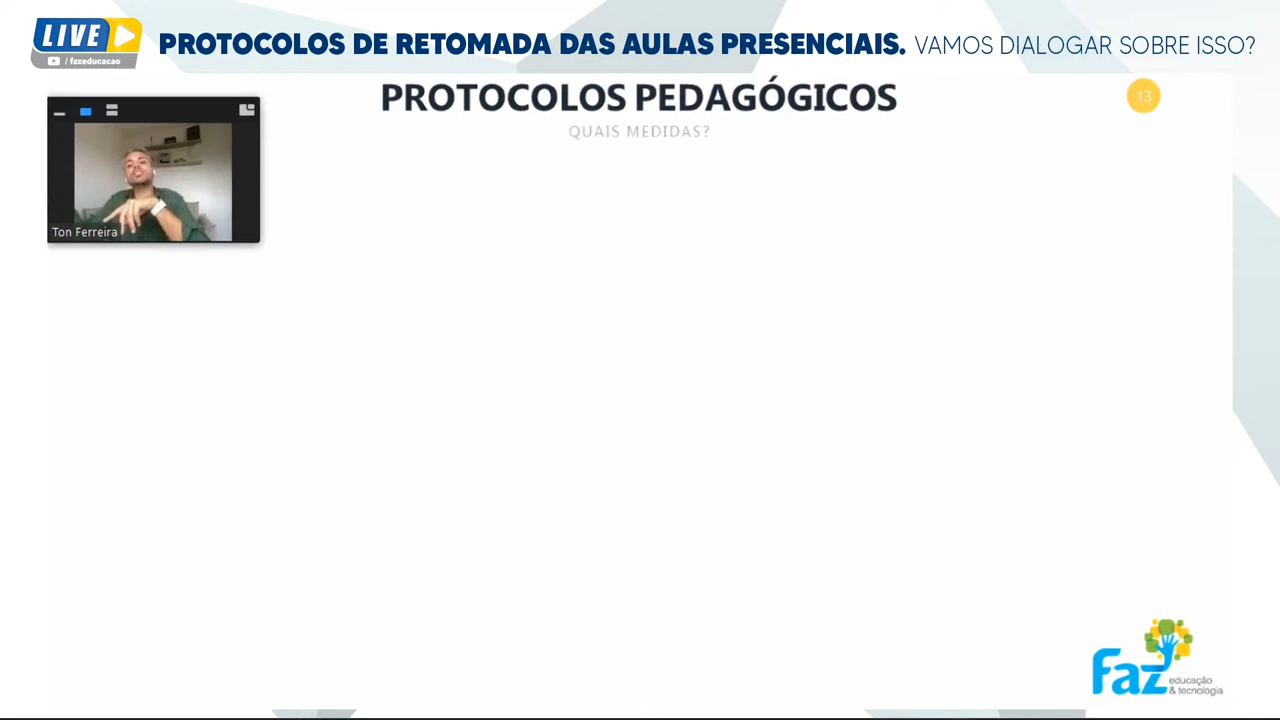 LIVE
/ fazeducacao
PROTOCOLOS DE RETOMADA DAS AULAS PRESENCIAIS. VAMOS DIALOGAR SOBRE ISSO?
PROTOCOLOS PEDAGÓGICOS
QUAIS MEDIDAS?
13
Ton Ferreira
Faz
educação
& tecnologia